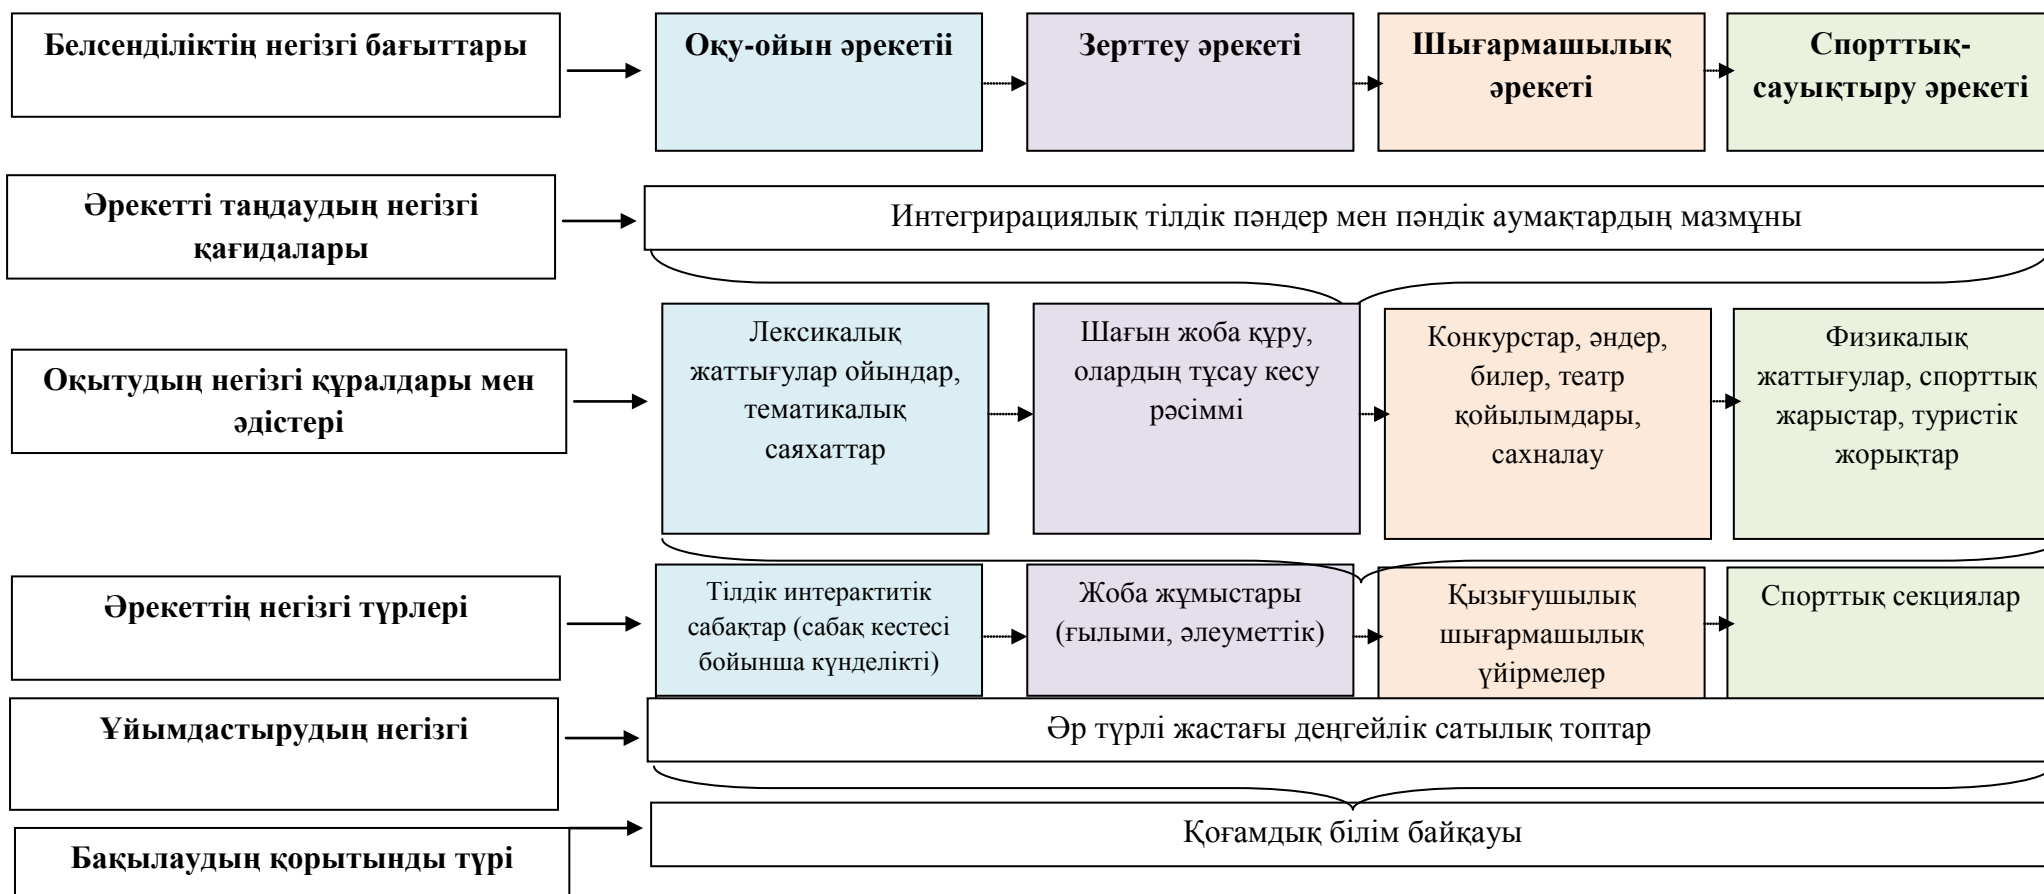 Белсенділіктің негізгі бағыттары
Оқу-ойын әрекетіі
Зерттеу әрекеті
Шығармашылық
әрекеті
Спорттық-
сауықтыру әрекеті
Әрекетті таңдаудың негізгі
қағидалары
Интегрирациялық тілдік пәндер мен пәндік аумақтардың мазмұны
Оқытудың негізгі құралдары мен
әдістері
Лексикалық
жаттығулар ойындар,
тематикалық
саяхаттар
Шағын жоба құру,
олардың тұсау кесу
рәсіммі
Конкурстар, әндер,
билер, театр
қойылымдары,
сахналау
Физикалық
жаттығулар, спорттық
жарыстар, туристік
жорықтар
Әрекеттің негізгі түрлері
Тілдік интерактитік
сабақтар (сабақ кестесі
бойынша күнделікті)
Жоба жұмыстары
(ғылыми, әлеуметтік)
Қызығушылық
шығармашылық
үйірмелер
Спорттық секциялар
Ұйымдастырудың негізгі
Әр түрлі жастағы деңгейлік сатылық топтар
Бақылаудың қорытынды түрі
Қоғамдық білім байқауы